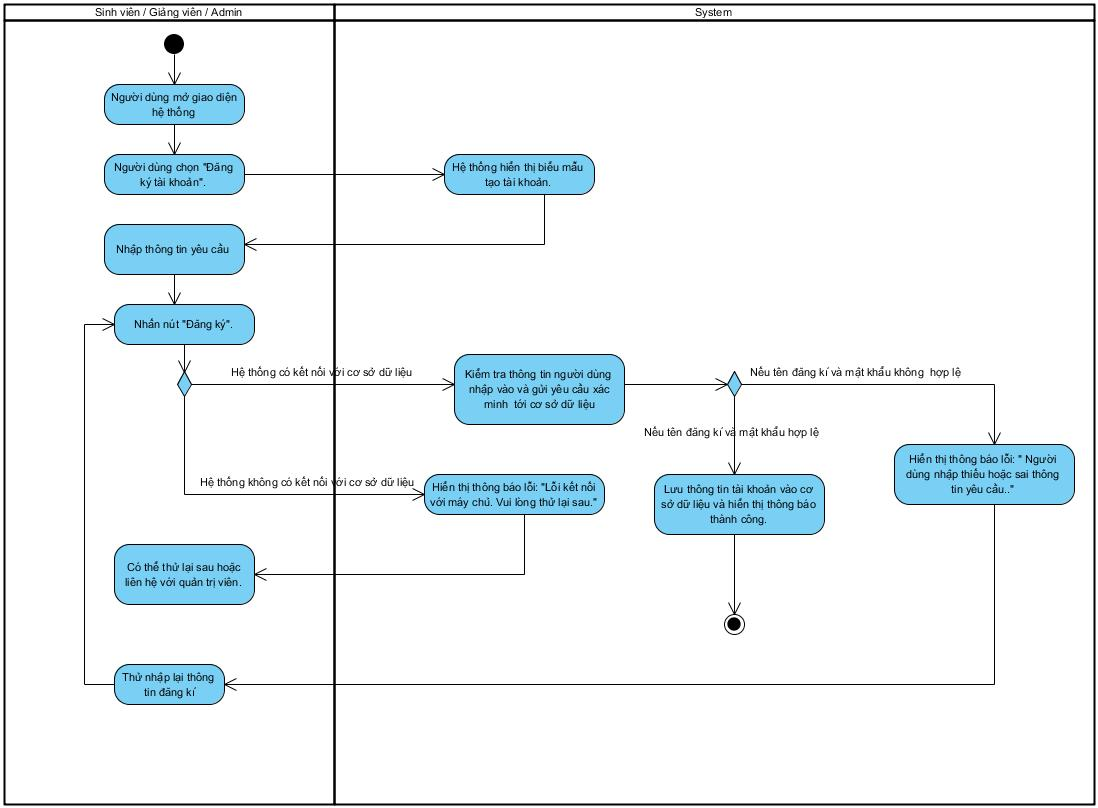 Sinh viên / Giảng viên / Admin
System
Người dùng mở giao diện
hệ thống
Người dùng chọn "Đăng
ký tài khoản".
Hệ thống hiển thị biểu mẫu
tạo tài khoản.
Nhập thông tin yêu cầu
Nhấn nút "Đăng ký".
Hệ thống có kết nối với cơ sở dữ liệu
Kiểm tra thông tin người dùng
nhập vào và gửi yêu cầu xác
minh tới cơ sở dữ liệu
Nếu tên đăng kí và mật khẩu không hợp lệ
Nếu tên đăng kí và mật khẩu hợp lệ
Hiển thị thông báo lỗi: " Người
dùng nhập thiếu hoặc sai thông
tin yêu cầu.."
Hệ thống không có kết nối với cơ sở dữ liệu
Hiển thị thông báo lỗi: "Lỗi kết nối
với máy chủ. Vui lòng thử lại sau."
Lưu thông tin tài khoản vào cơ
sở dữ liệu và hiển thị thông báo
thành công.
Có thể thử lại sau hoặc
liên hệ với quản trị viên.
Thử nhập lại thông
tin đăng kí